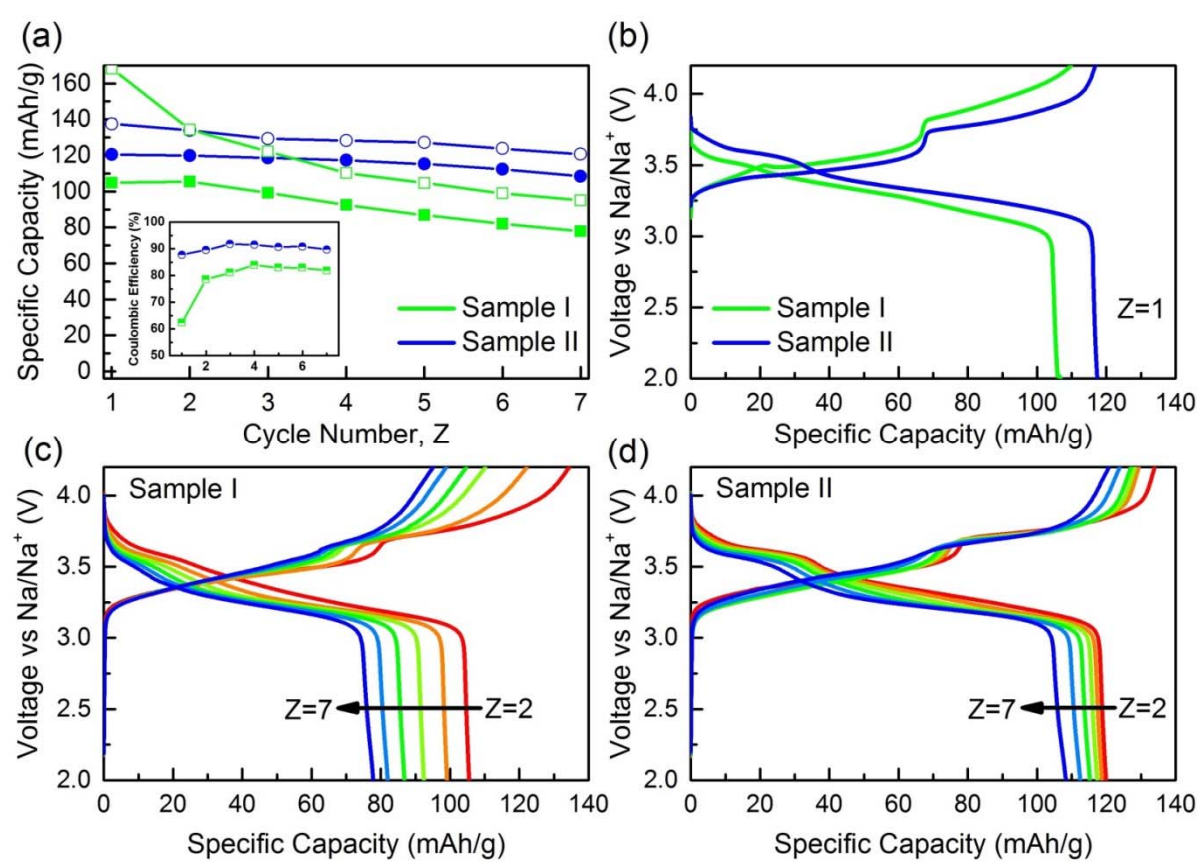 (a)
Specific Capacity (mAh/g)
160
140
120
100
80
60
40
20
0
1 2 3 4 5 6 7
Cycle Number, Z
Coulombic Efficiency (%)
100
90
80
70
60
50
2 4 6
Sample I
Sample II
(b)
Voltage vs Na/Na⁺ (V)
4.0
3.5
3.0
2.5
2.0
0 20 40 60 80 100 120 140
Specific Capacity (mAh/g)
Sample I
Sample II
Z=1
(c)
Sample I
Voltage vs Na/Na⁺ (V)
4.0
3.5
3.0
2.5
2.0
Z=7 Z=2
0 20 40 60 80 100 120 140
Specific Capacity (mAh/g)
(d)
Sample II
Voltage vs Na/Na⁺ (V)
4.0
3.5
3.0
2.5
2.0
Z=7 Z=2
0 20 40 60 80 100 120 140
Specific Capacity (mAh/g)